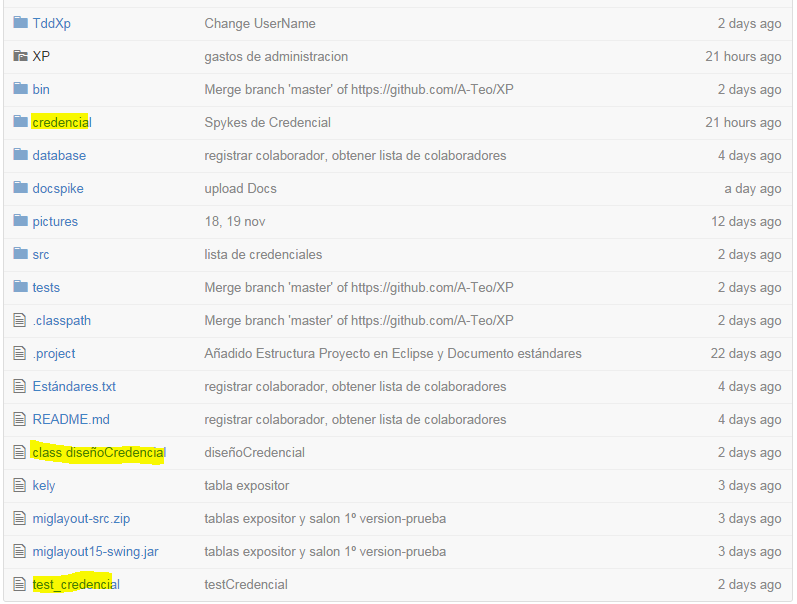 TddXp Change UserName 2 days ago
XP gastos de administracion 21 hours ago
bin Merge branch 'master' of https://github.com/A-Teo/XP 2 days ago
credencial Spykes de Credencial 21 hours ago
database registrar colaborador, obtener lista de colaboradores 4 days ago
docspike upload Docs a day ago
pictures 18, 19 nov 12 days ago
src lista de credenciales 2 days ago
tests Merge branch 'master' of https://github.com/A-Teo/XP 2 days ago
.classpath Merge branch 'master' of https://github.com/A-Teo/XP 2 days ago
.project Añadido Estructura Proyecto en Eclipse y Documento estándares 22 days ago
Estándares.txt registrar colaborador, obtener lista de colaboradores 4 days ago
README.md registrar colaborador, obtener lista de colaboradores 4 days ago
class diseñoCredencial diseñoCredencial 2 days ago
kely tabla expositor 3 days ago
miglayout-src.zip tablas expositor y salon 1º version-prueba 3 days ago
miglayout15-swing.jar tablas expositor y salon 1º version-prueba 3 days ago
test_credencial testCredencial 2 days ago